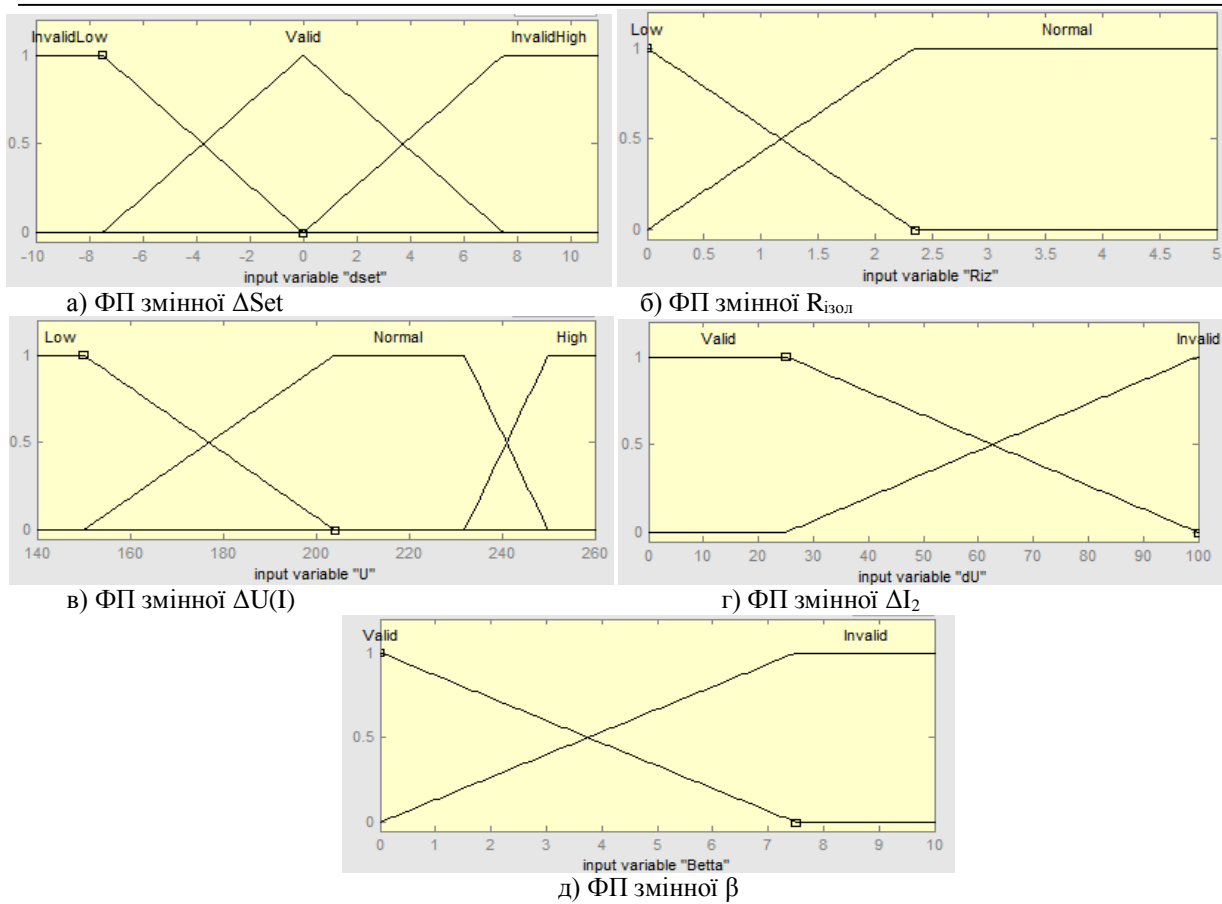 InvalidLow Valid InvalidHigh
1
0.5
0
-10 -8 -6 -4 -2 0 2 4 6 8 10
input variable "dset"
а) ФП змінної ΔSet
Low Normal
1
0.5
0
0 0.5 1 1.5 2 2.5 3 3.5 4 4.5 5
input variable "Riz"
б) ФП змінної Rізол
Low Normal High
1
0.5
0
140 160 180 200 220 240 260
input variable "U"
в) ФП змінної ΔU(I)
Valid Invalid
1
0.5
0
0 10 20 30 40 50 60 70 80 90 100
input variable "dU"
г) ФП змінної ΔI₂
Valid Invalid
1
0.5
0
0 1 2 3 4 5 6 7 8 9 10
input variable "Betta"
д) ФП змінної β